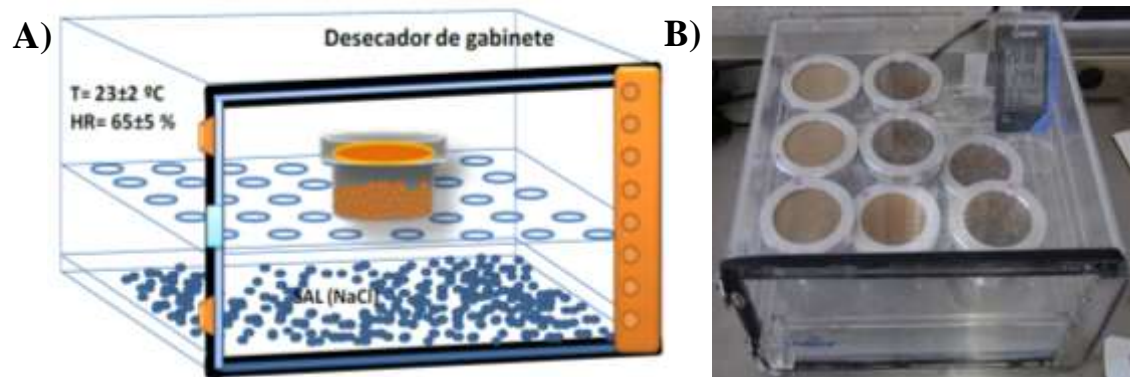 A)
Desecador de gabinete
T= 23±2 ºC
HR= 65±5 %
SAL (NaCl)
B)